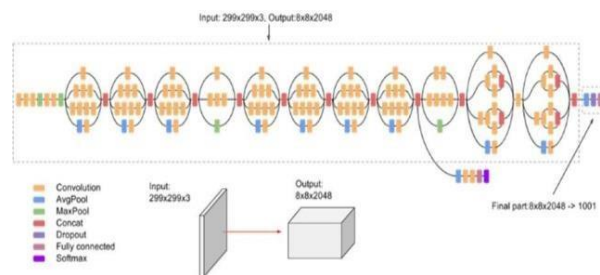 Input: 299x299x3, Output:8x8x2048
Convolution
AvgPool
MaxPool
Concat
Dropout
Fully connected
Softmax
Input:
299x299x3
Output:
8x8x2048
Final part:8x8x2048 -> 1001